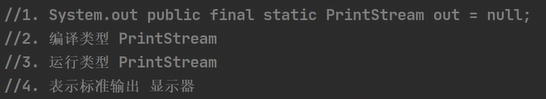 //1. System.out public final static PrintStream out = null;
//2. 编译类型 PrintStream
//3. 运行类型 PrintStream
//4. 表示标准输出 显示器